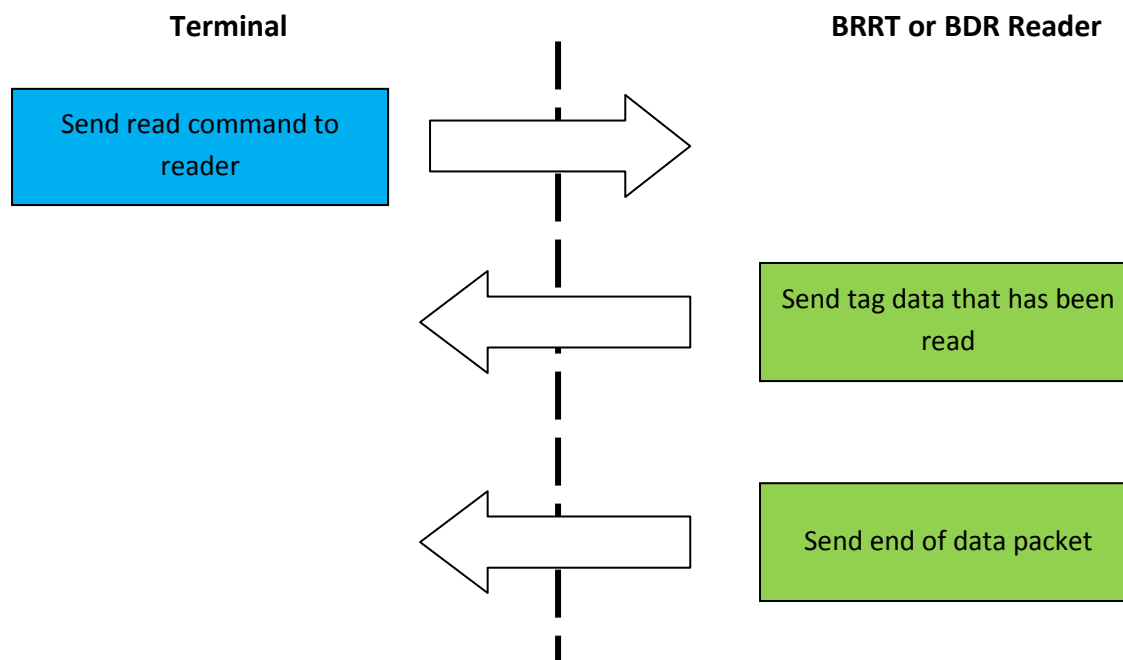 Terminal
BRRT or BDR Reader
Send read command to
reader
Send tag data that has been
read
Send end of data packet